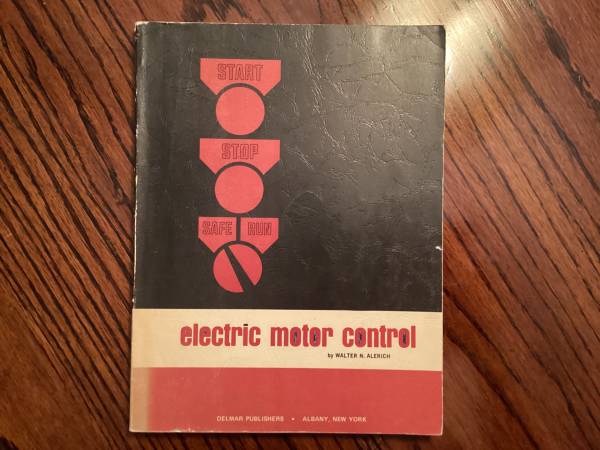 START
STOP
SAFE RUN
electric motor control
by WALTER N. ALERICH
DELMAR PUBLISHERS • ALBANY, NEW YORK